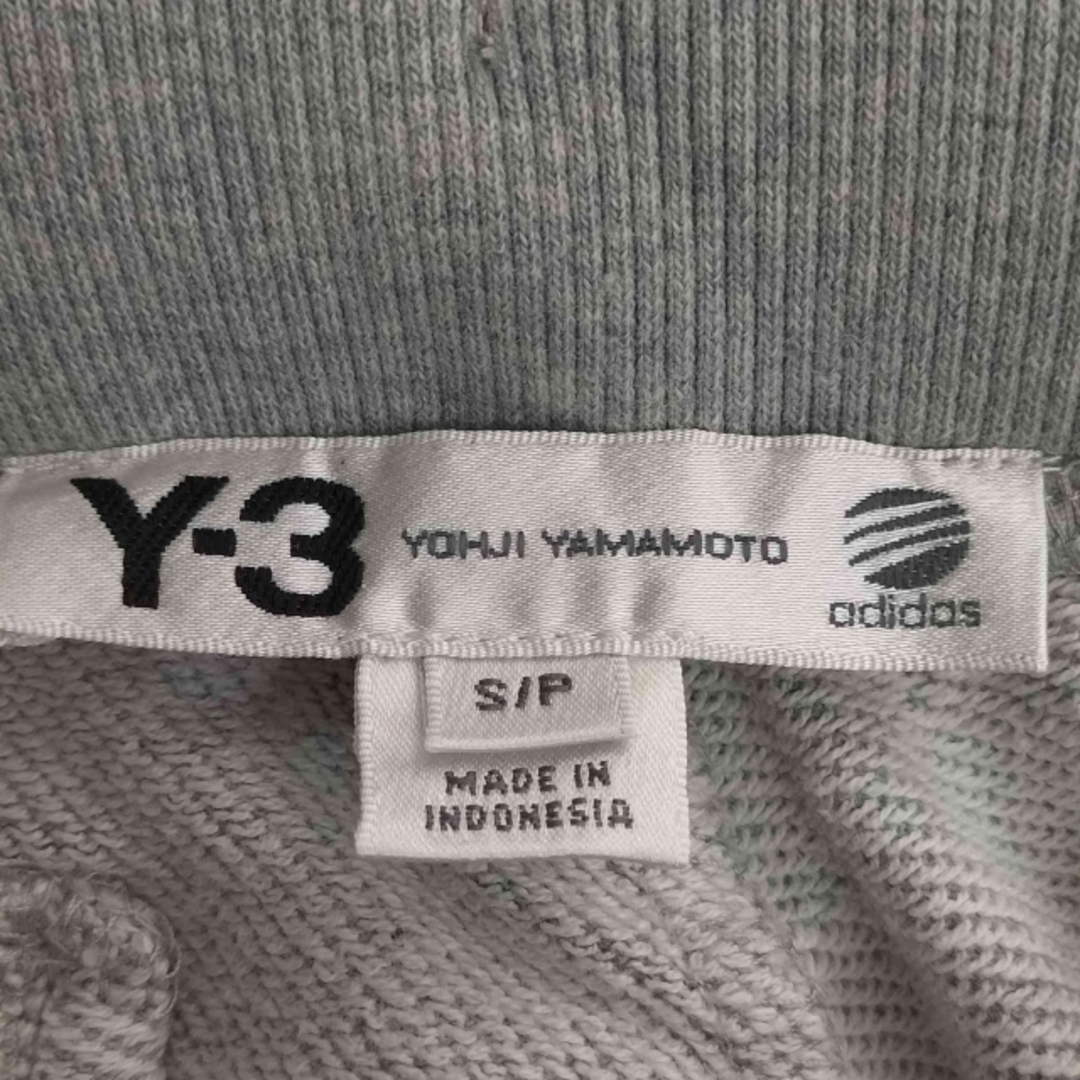 Y-3 YOHJI YAMAMOTO adidas
S/P
MADE IN
INDONESIA